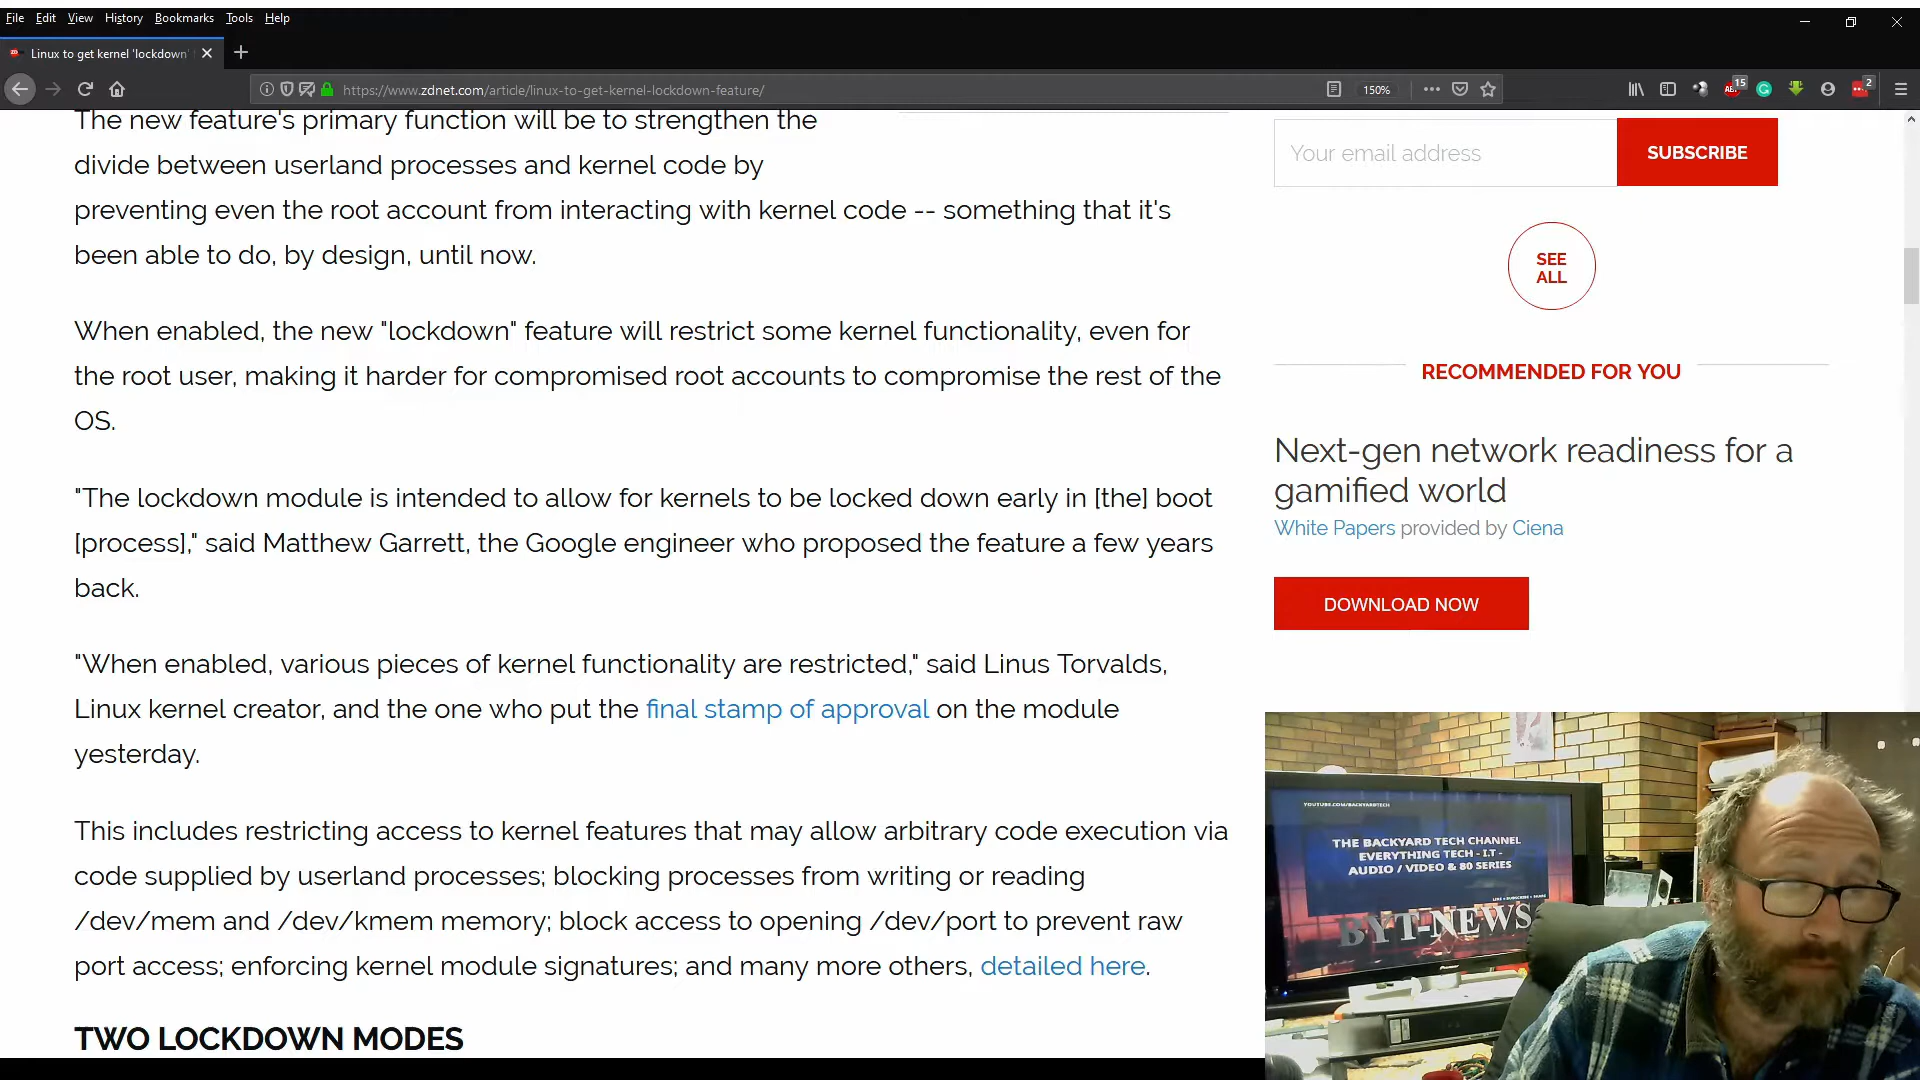 File Edit View History Bookmarks Tools Help
Linux to get kernel 'lockdown'
https://www.zdnet.com/article/linux-to-get-kernel-lockdown-feature/
150%
15
2
The new feature's primary function will be to strengthen the
divide between userland processes and kernel code by
preventing even the root account from interacting with kernel code -- something that it's
been able to do, by design, until now.
When enabled, the new "lockdown" feature will restrict some kernel functionality, even for
the root user, making it harder for compromised root accounts to compromise the rest of the
OS.
"The lockdown module is intended to allow for kernels to be locked down early in [the] boot
[process]," said Matthew Garrett, the Google engineer who proposed the feature a few years
back.
"When enabled, various pieces of kernel functionality are restricted," said Linus Torvalds,
Linux kernel creator, and the one who put the final stamp of approval on the module
yesterday.
This includes restricting access to kernel features that may allow arbitrary code execution via
code supplied by userland processes; blocking processes from writing or reading
/dev/mem and /dev/kmem memory; block access to opening /dev/port to prevent raw
port access; enforcing kernel module signatures; and many more others, detailed here.
TWO LOCKDOWN MODES
Your email address
SUBSCRIBE
SEE
ALL
RECOMMENDED FOR YOU
Next-gen network readiness for a
gamified world
White Papers provided by Ciena
DOWNLOAD NOW
YOUTUBE.COM/BACKYARDTECH
THE BACKYARD TECH CHANNEL
EVERYTHING TECH - I.T -
AUDIO / VIDEO & 80 SERIES
LIKE + SUBSCRIBE + SHARE
BYT-NEWS
Pioneer